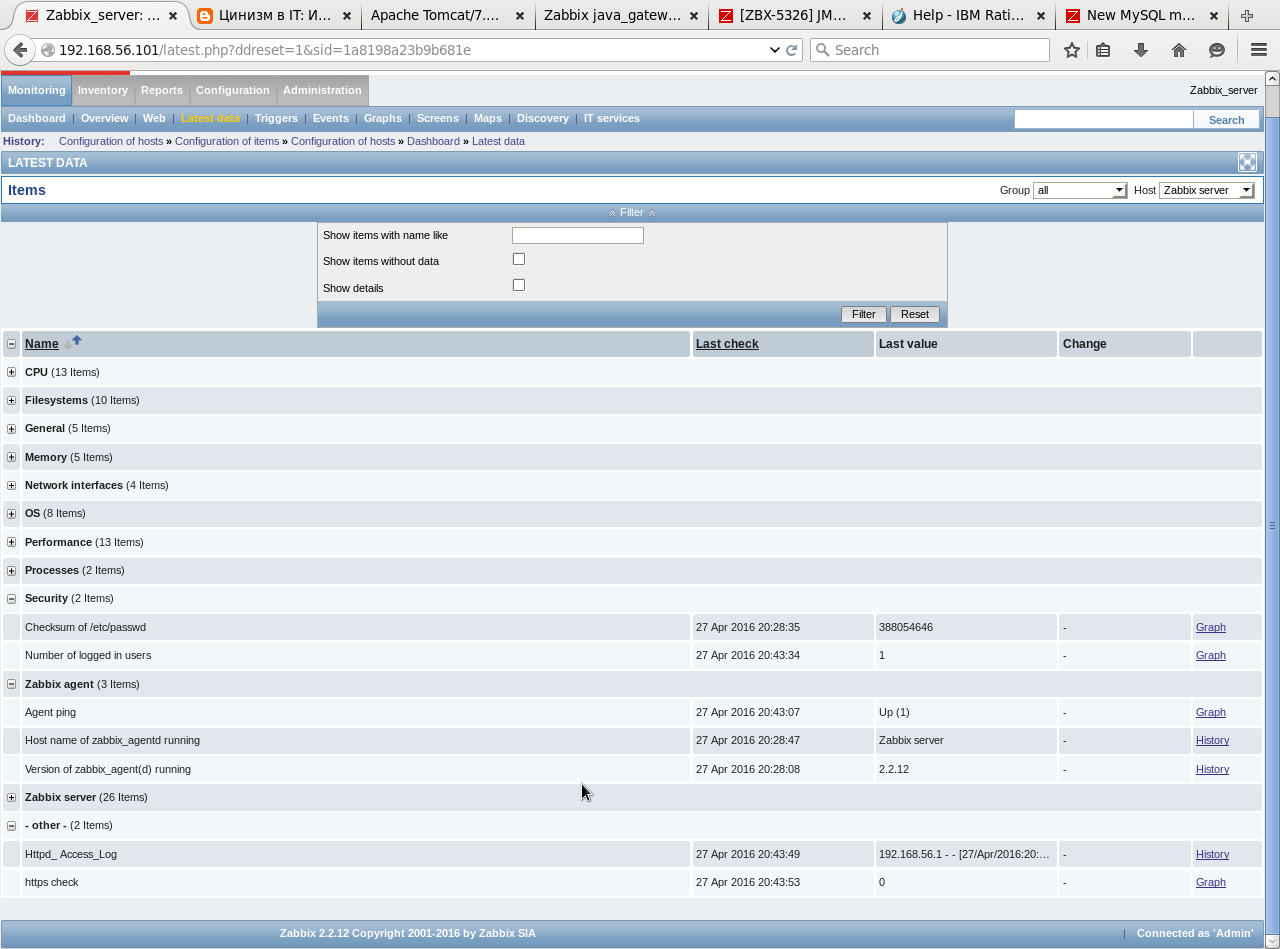 Zabbix_server: ... Цинизм в IT: И... Apache Tomcat/7.... Zabbix java_gatew... [ZBX-5326] JM... Help - IBM Rati... New MySQL m...
192.168.56.101/latest.php?ddreset=1&sid=1a8198a23b9b681e Search
Monitoring Inventory Reports Configuration Administration Zabbix_server
Dashboard | Overview | Web | Latest data | Triggers | Events | Graphs | Screens | Maps | Discovery | IT services Search
History: Configuration of hosts » Configuration of items » Configuration of hosts » Dashboard » Latest data
LATEST DATA
Items Group all Host Zabbix server
Filter
Show items with name like
Show items without data
Show details
Filter Reset
Name Last check Last value Change
CPU (13 Items)
Filesystems (10 Items)
General (5 Items)
Memory (5 Items)
Network interfaces (4 Items)
OS (8 Items)
Performance (13 Items)
Processes (2 Items)
Security (2 Items)
Checksum of /etc/passwd 27 Apr 2016 20:28:35 388054646 - Graph
Number of logged in users 27 Apr 2016 20:43:34 1 - Graph
Zabbix agent (3 Items)
Agent ping 27 Apr 2016 20:43:07 Up (1) - Graph
Host name of zabbix_agentd running 27 Apr 2016 20:28:47 Zabbix server - History
Version of zabbix_agent(d) running 27 Apr 2016 20:28:08 2.2.12 - History
Zabbix server (26 Items)
- other - (2 Items)
Httpd_ Access_Log 27 Apr 2016 20:43:49 192.168.56.1 - - [27/Apr/2016:20:... - History
https check 27 Apr 2016 20:43:53 0 - Graph
Zabbix 2.2.12 Copyright 2001-2016 by Zabbix SIA | Connected as 'Admin'